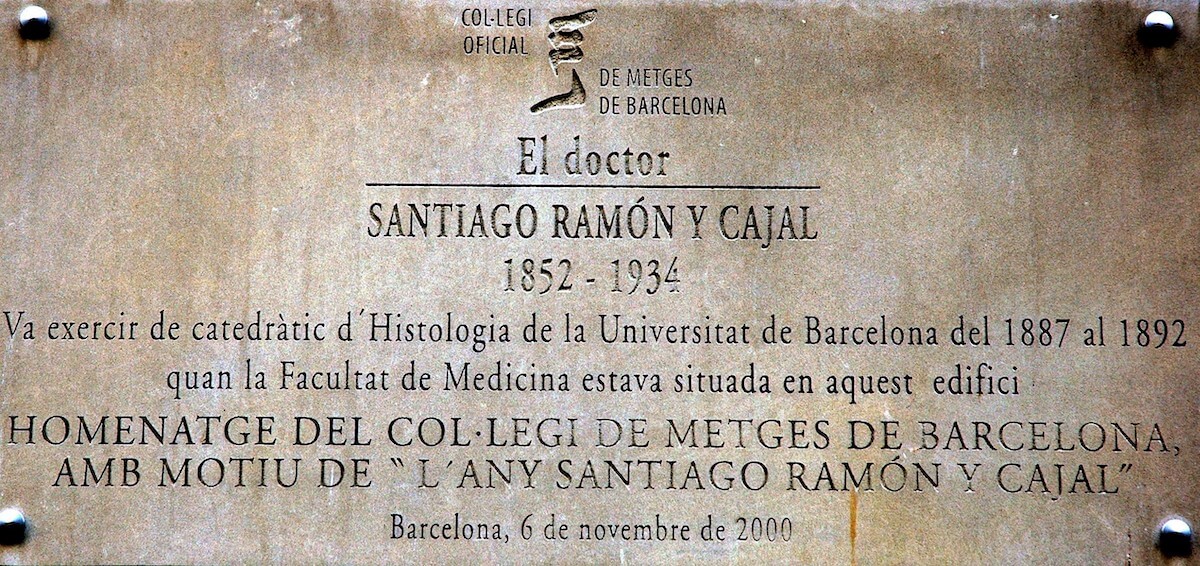 COL·LEGI
OFICIAL
DE METGES
DE BARCELONA
El doctor
SANTIAGO RAMÓN Y CAJAL
1852 - 1934
Va exercir de catedràtic d´Histologia de la Universitat de Barcelona del 1887 al 1892
quan la Facultat de Medicina estava situada en aquest edifici
HOMENATGE DEL COL·LEGI DE METGES DE BARCELONA,
AMB MOTIU DE “ L´ANY SANTIAGO RAMÓN Y CAJAL”
Barcelona, 6 de novembre de 2000